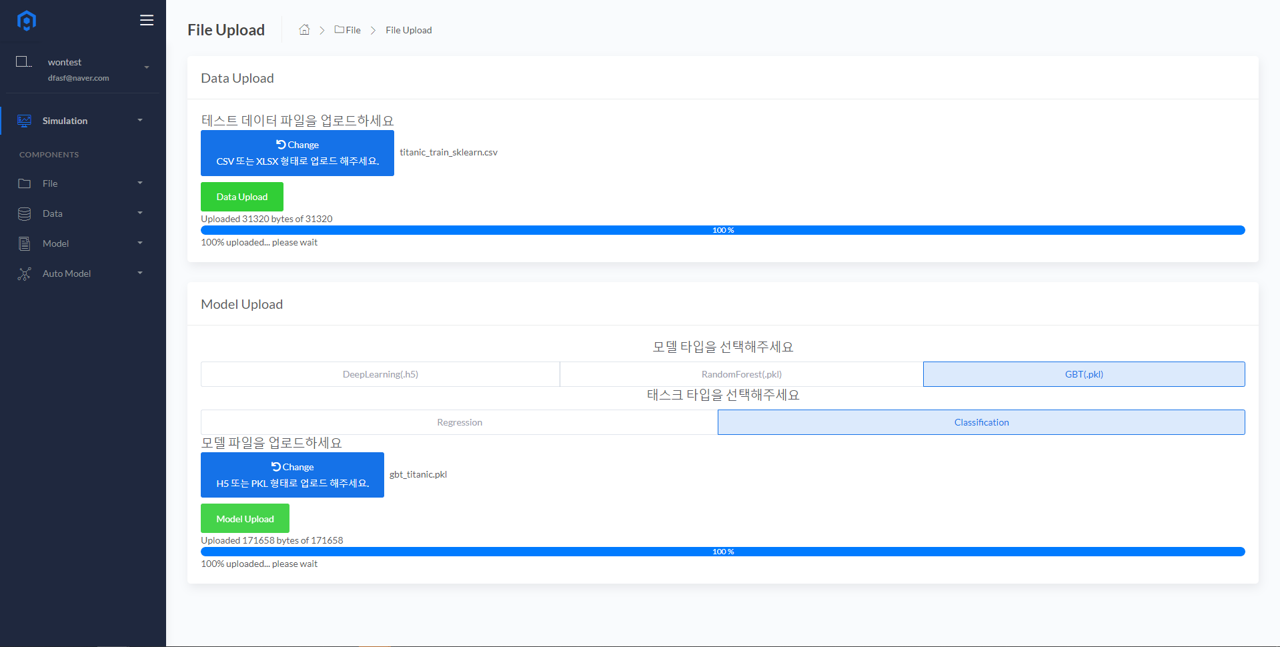 File Upload
File
File Upload
wontest
dfasf@naver.com
Simulation
COMPONENTS
File
Data
Model
Auto Model
Data Upload
테스트 데이터 파일을 업로드하세요
Change
CSV 또는 XLSX 형태로 업로드 해주세요.
titanic_train_sklearn.csv
Data Upload
Uploaded 31320 bytes of 31320
100 %
100% uploaded... please wait
Model Upload
모델 타입을 선택해주세요
DeepLearning(.h5)
RandomForest(.pkl)
GBT(.pkl)
태스크 타입을 선택해주세요
Regression
Classification
모델 파일을 업로드하세요
Change
H5 또는 PKL 형태로 업로드 해주세요.
gbt_titanic.pkl
Model Upload
Uploaded 171658 bytes of 171658
100 %
100% uploaded... please wait